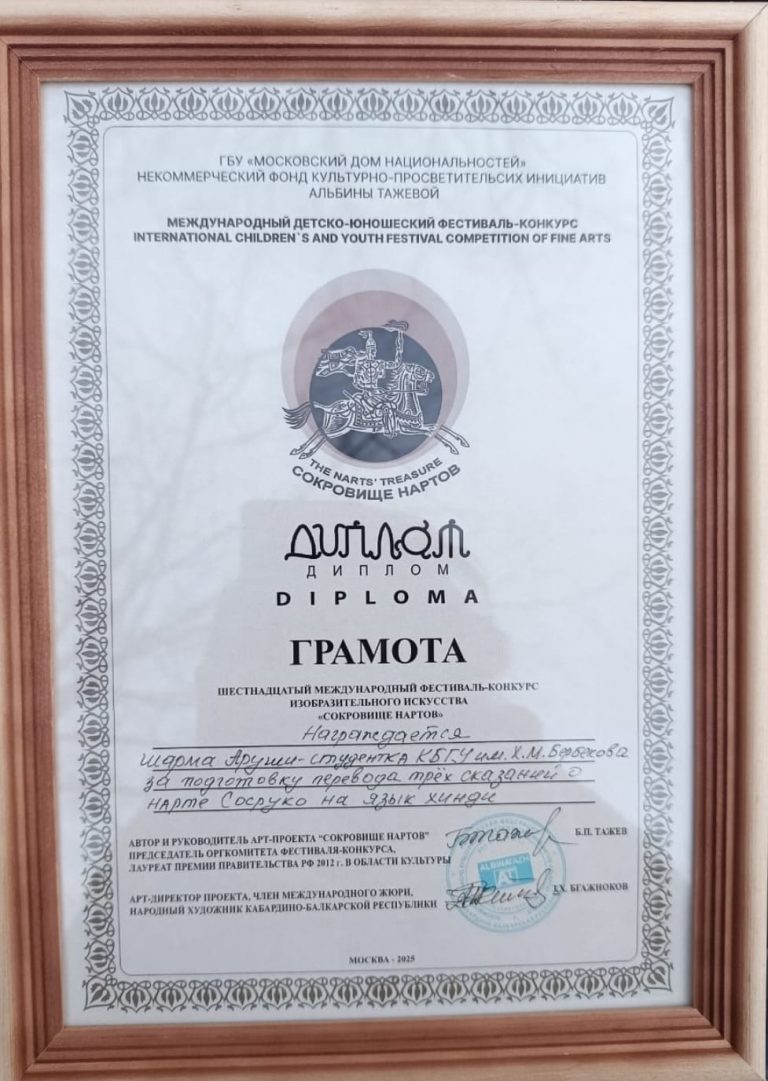 ГБУ «МОСКОВСКИЙ ДОМ НАЦИОНАЛЬНОСТЕЙ»
НЕКОММЕРЧЕСКИЙ ФОНД КУЛЬТУРНО-ПРОСВЕТИТЕЛЬСИХ ИНИЦИАТИВ
АЛЬБИНЫ ТАЖЕВОЙ
МЕЖДУНАРОДНЫЙ ДЕТСКО-ЮНОШЕСКИЙ ФЕСТИВАЛЬ-КОНКУРС
INTERNATIONAL CHILDREN`S AND YOUTH FESTIVAL COMPETITION OF FINE ARTS
THE NARTS' TREASURE
СОКРОВИЩЕ НАРТОВ
ДИПЛОМ
ДИПЛОМ
DIPLOMA
ГРАМОТА
ШЕСТНАДЦАТЫЙ МЕЖДУНАРОДНЫЙ ФЕСТИВАЛЬ-КОНКУРС
ИЗОБРАЗИТЕЛЬНОГО ИСКУССТВА
«СОКРОВИЩЕ НАРТОВ»
Награждается
Шарма Аруши-студентка КБГУ им. Х.М. Бербекова
за подготовку перевода трёх сказаний о
нарте Сосруко на язык хинди
АВТОР И РУКОВОДИТЕЛЬ АРТ-ПРОЕКТА "СОКРОВИЩЕ НАРТОВ"
ПРЕДСЕДАТЕЛЬ ОРГКОМИТЕТА ФЕСТИВАЛЯ-КОНКУРСА,
ЛАУРЕАТ ПРЕМИИ ПРАВИТЕЛЬСТВА РФ 2012 г. В ОБЛАСТИ КУЛЬТУРЫ
Б.П. ТАЖЕВ
АРТ-ДИРЕКТОР ПРОЕКТА, ЧЛЕН МЕЖДУНАРОДНОГО ЖЮРИ,
НАРОДНЫЙ ХУДОЖНИК КАБАРДИНО-БАЛКАРСКОЙ РЕСПУБЛИКИ
Х. БГАЖНОКОВ
AT
МОСКВА - 2025